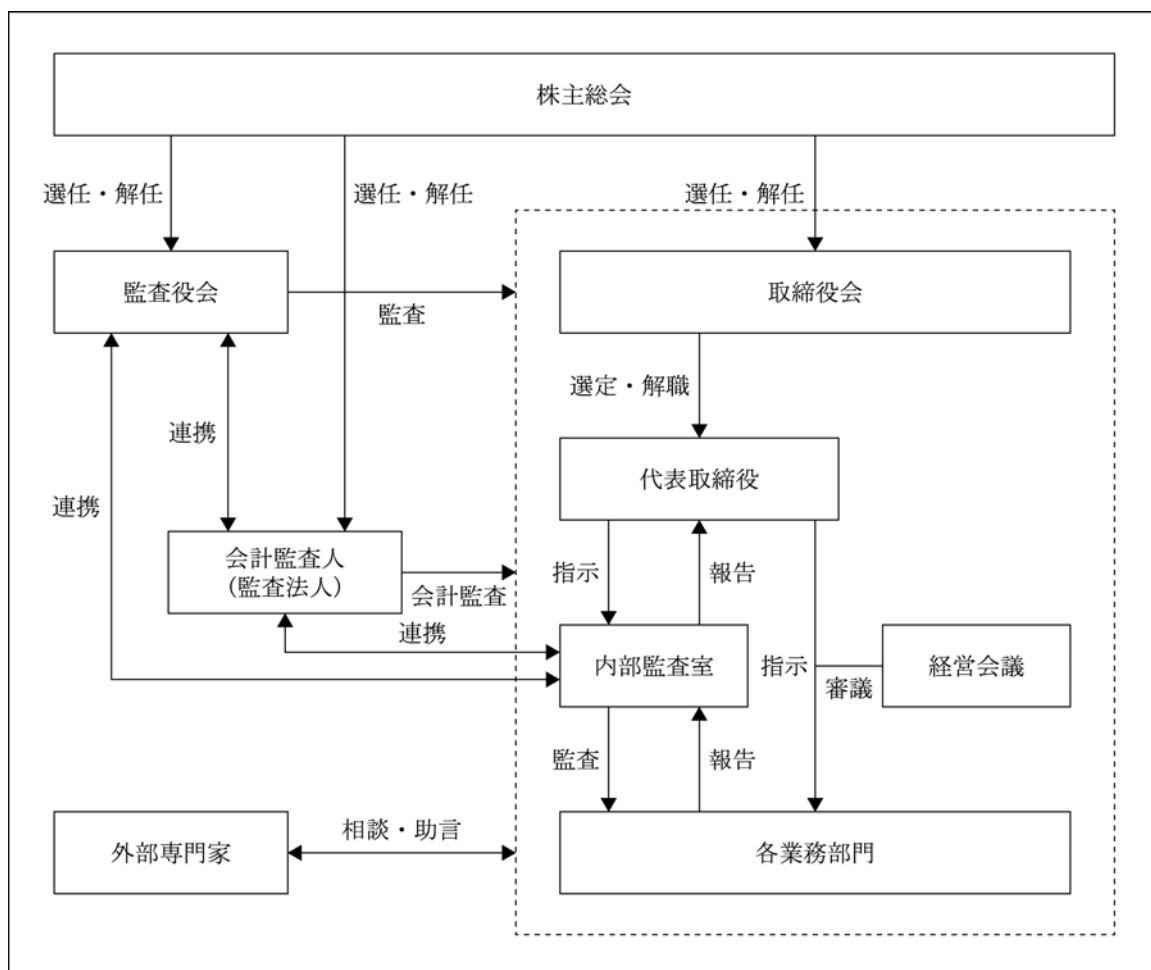 株主総会
選任・解任
選任・解任
選任・解任
監査役会
監査
取締役会
選定・解職
連携
連携
代表取締役
会計監査人
（監査法人）
会計監査
指示
報告
連携
内部監査室
指示
審議
経営会議
監査
報告
外部専門家
相談・助言
各業務部門